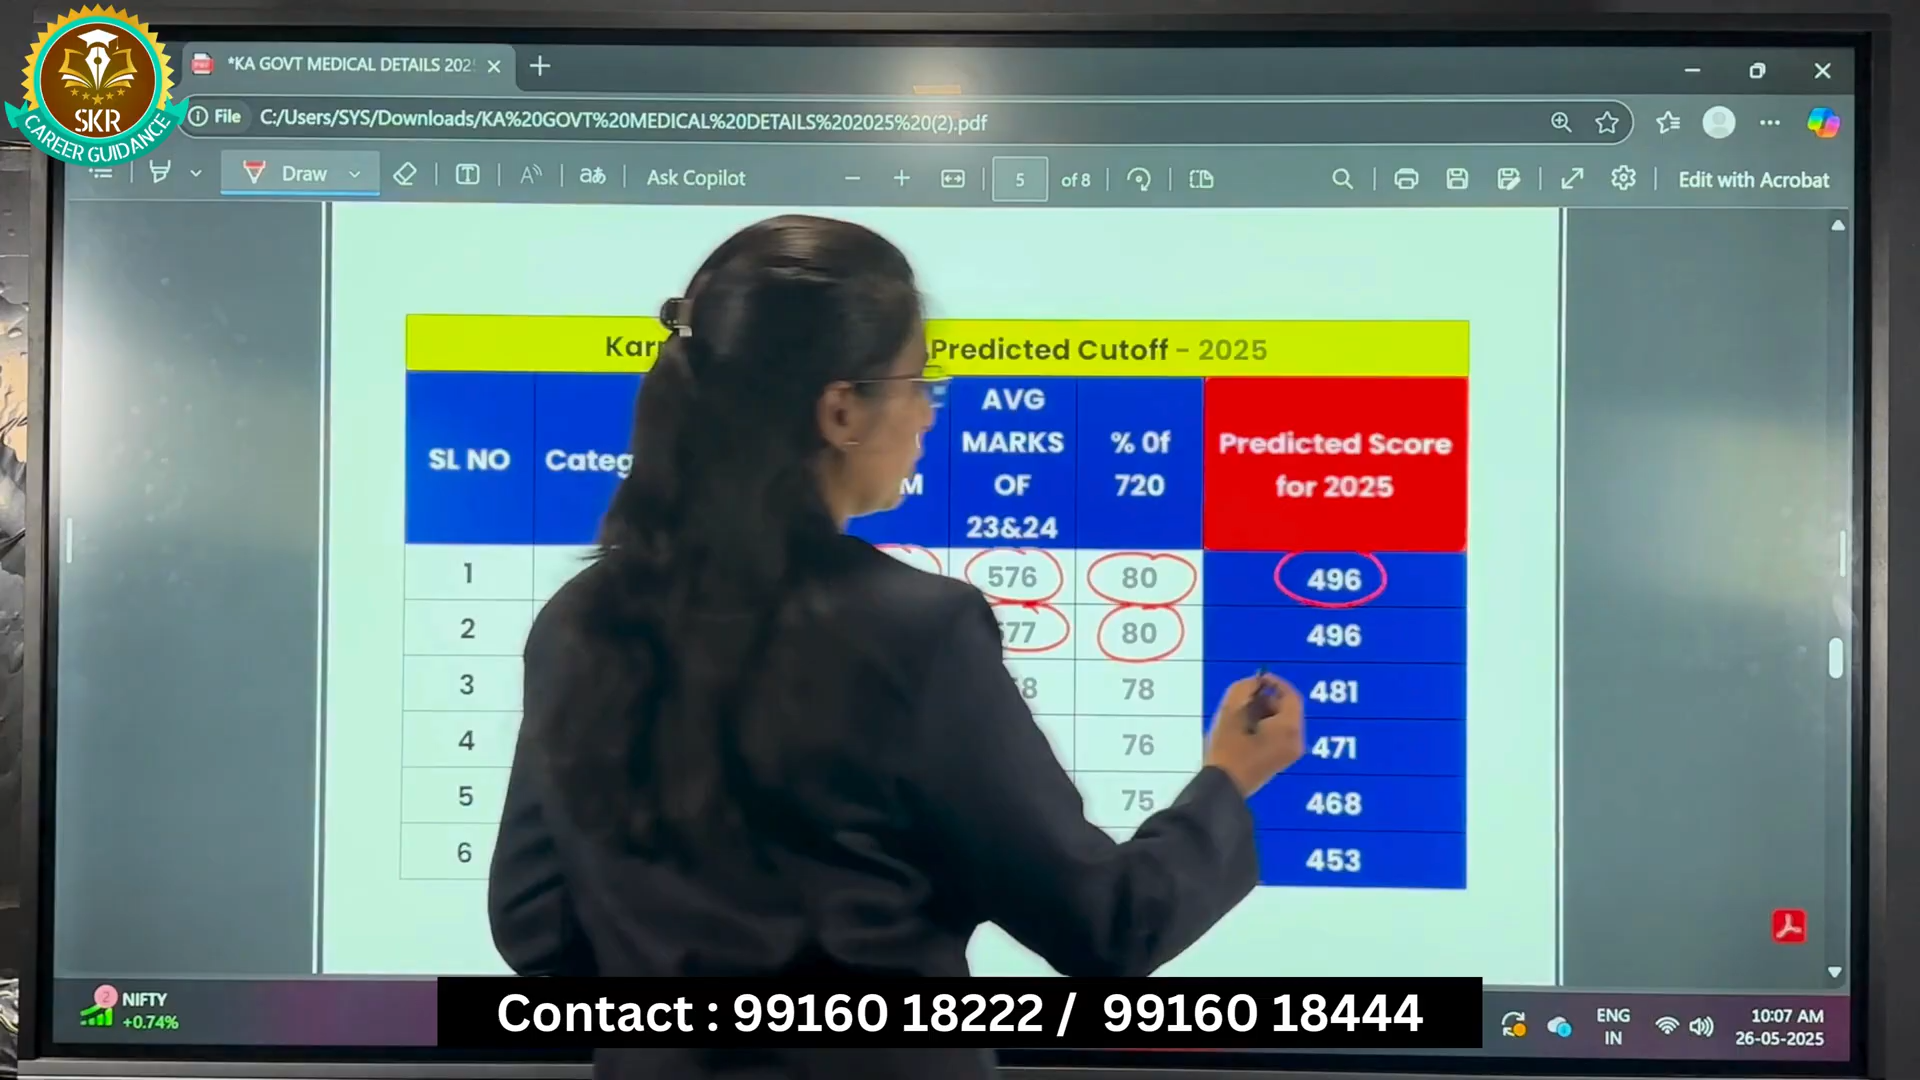 *KA GOVT MEDICAL DETAILS 202
SKR
CAREER GUIDANCE
File C:/Users/SYS/Downloads/KA%20GOVT%20MEDICAL%20DETAILS%202025%20(2).pdf
Draw Ask Copilot 5 of 8 Edit with Acrobat
Predicted Cutoff - 2025
SL NO
AVG MARKS OF 23&24
% Of 720
Predicted Score for 2025
1 576 80 496
2 80 496
3 78 481
4 76 471
5 75 468
6 453
2
NIFTY
+0.74%
Contact : 99160 18222 / 99160 18444
ENG
IN
10:07 AM
26-05-2025